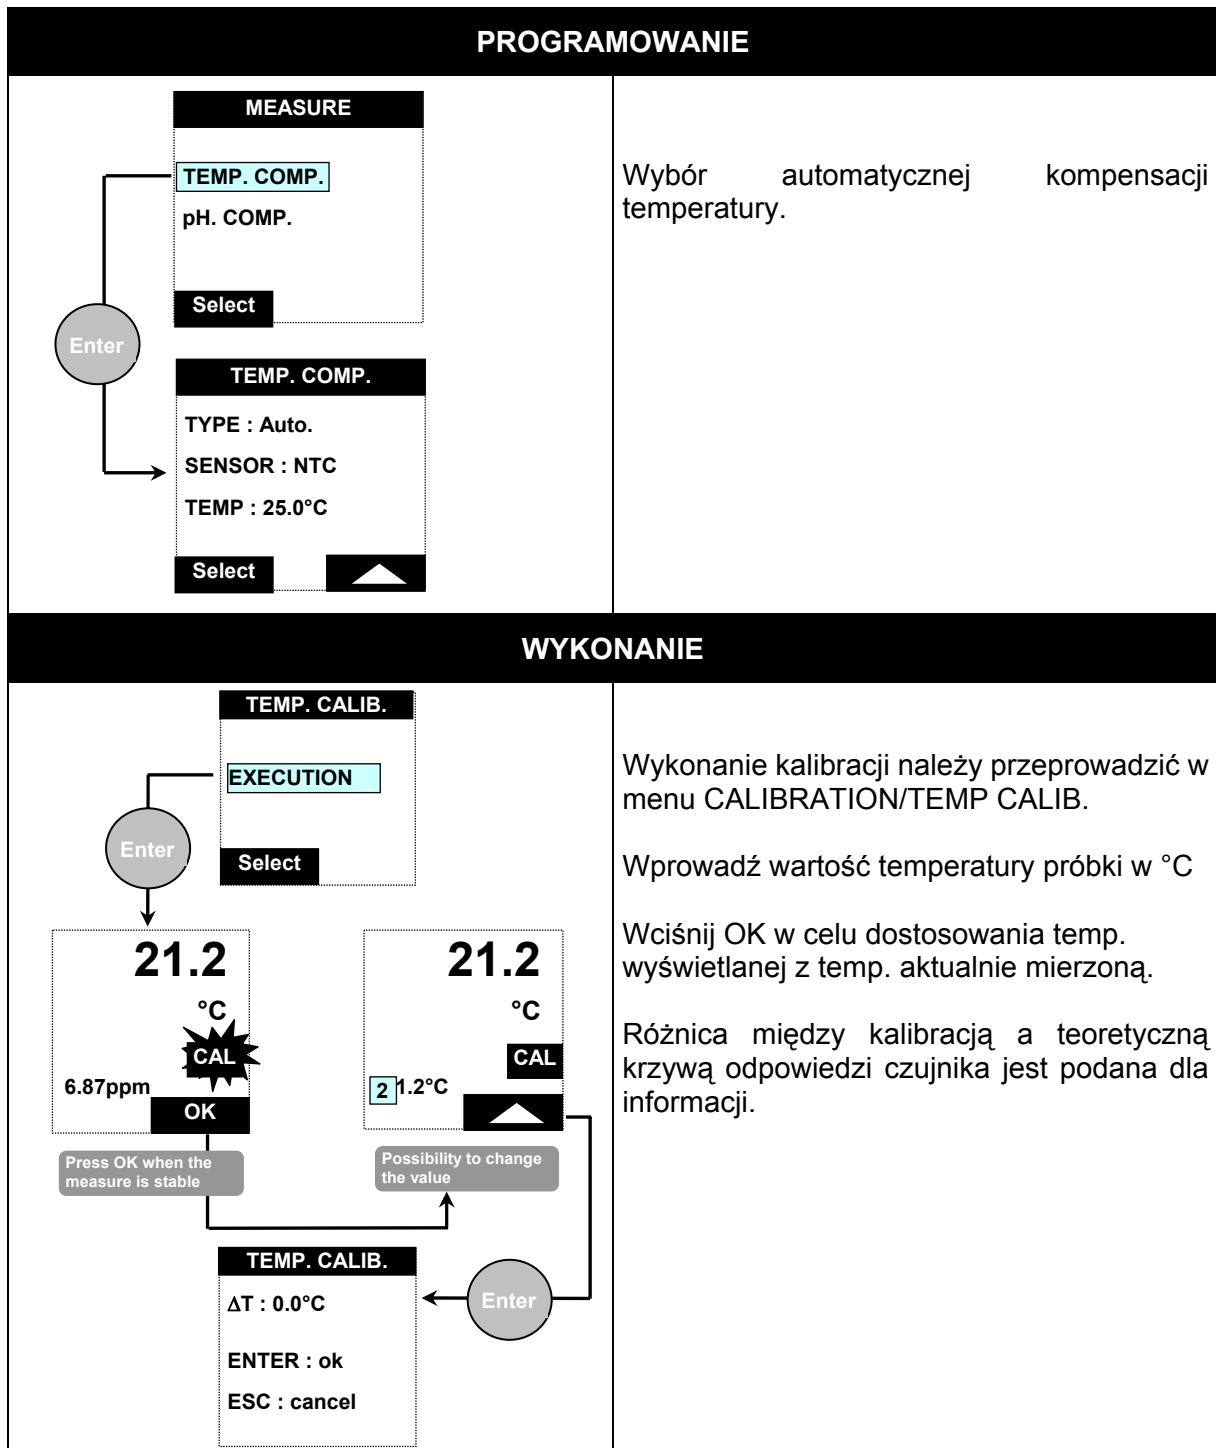 PROGRAMOWANIE
MEASURE
TEMP. COMP.
pH. COMP.
Select
Enter
TEMP. COMP.
TYPE : Auto.
SENSOR : NTC
TEMP : 25.0°C
Select
Wybór automatycznej kompensacji
temperatury.
WYKONANIE
TEMP. CALIB.
EXECUTION
Select
Enter
21.2
°C
CAL
6.87ppm
OK
Press OK when the
measure is stable
21.2
°C
CAL
21.2°C
Possibility to change
the value
Enter
TEMP. CALIB.
ΔT : 0.0°C
ENTER : ok
ESC : cancel
Wykonanie kalibracji należy przeprowadzić w
menu CALIBRATION/TEMP CALIB.
Wprowadź wartość temperatury próbki w °C
Wciśnij OK w celu dostosowania temp.
wyświetlanej z temp. aktualnie mierzoną.
Różnica między kalibracją a teoretyczną
krzywą odpowiedzi czujnika jest podana dla
informacji.